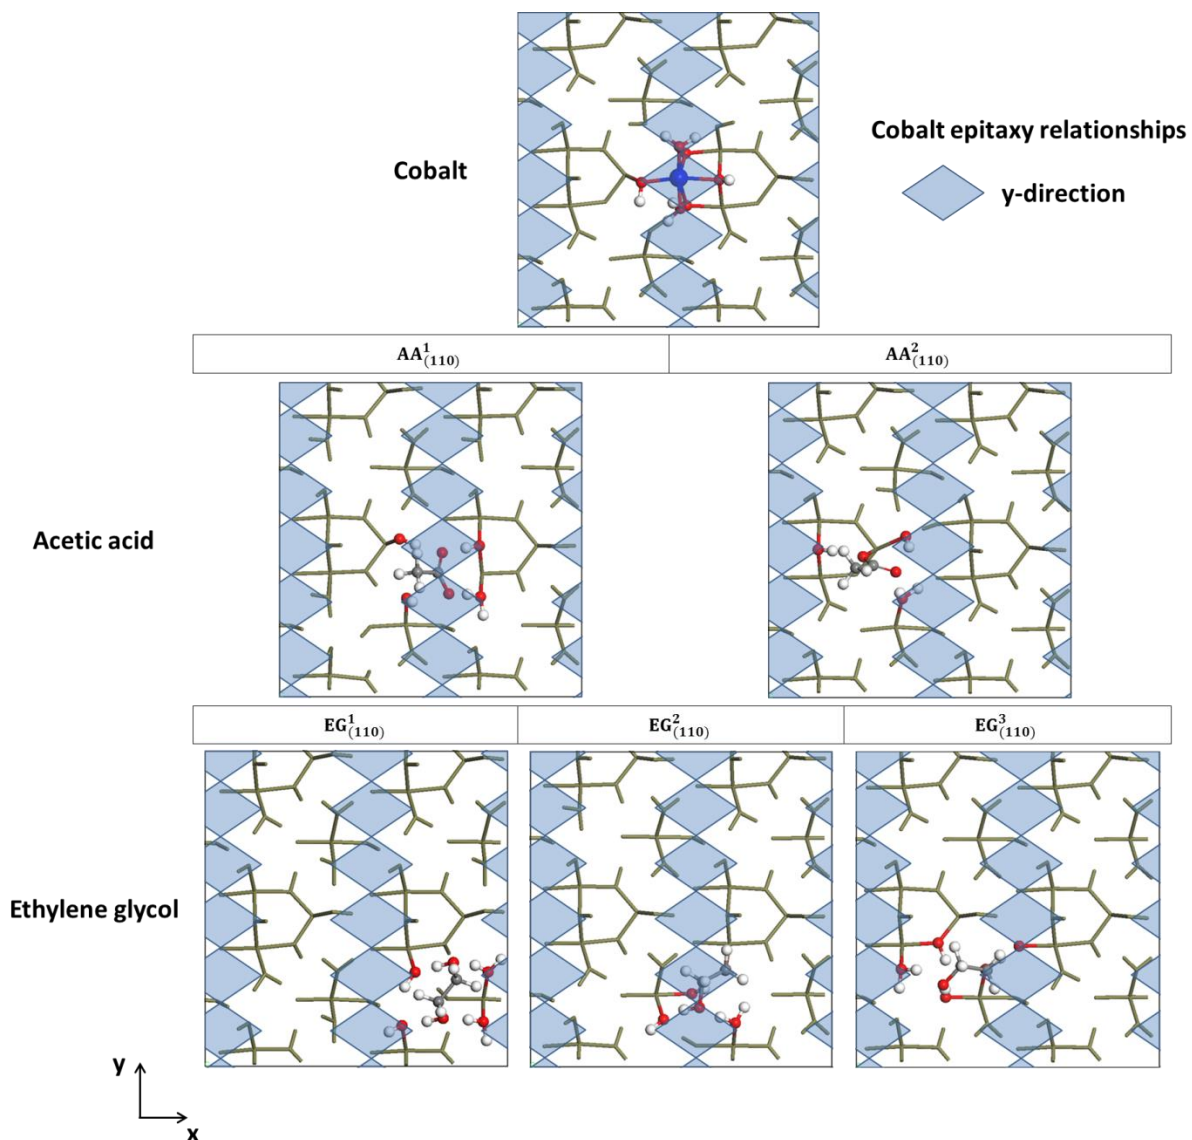 Cobalt
Cobalt epitaxy relationships
y-direction
AA¹₍₁₁₀₎ AA²₍₁₁₀₎
Acetic acid
EG¹₍₁₁₀₎ EG²₍₁₁₀₎ EG³₍₁₁₀₎
Ethylene glycol
y
x